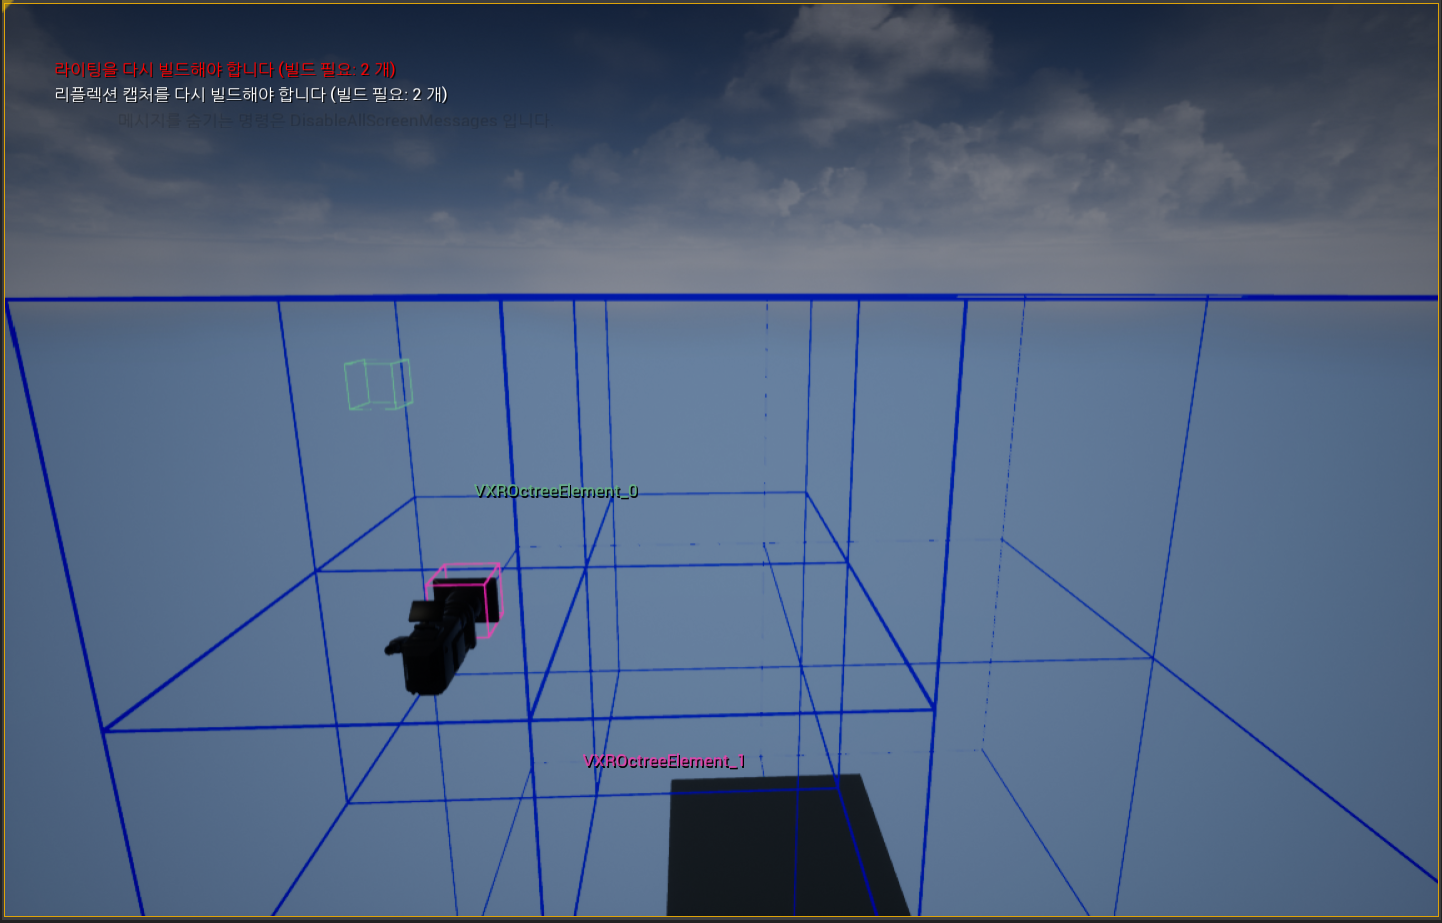 라이팅을 다시 빌드해야 합니다 (빌드 필요: 2 개)
리플렉션 캡처를 다시 빌드해야 합니다 (빌드 필요: 2 개)
메시지를 숨기는 명령은 DisableAllScreenMessages 입니다
VXROctreeElement_0
VXROctreeElement_1